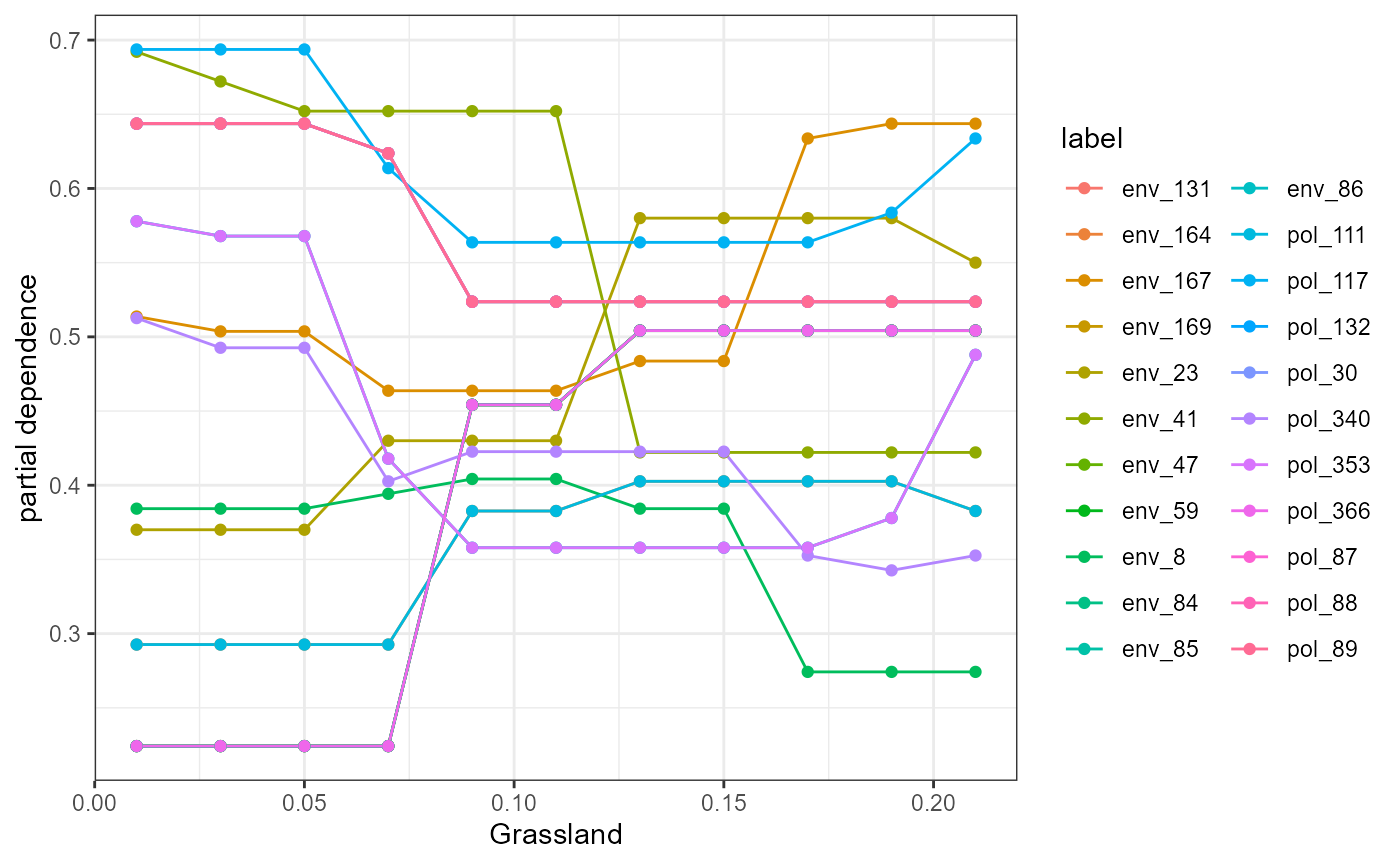 0.7
0.6
0.5
0.4
0.3
partial dependence
0.00
0.05
0.10
0.15
0.20
Grassland
label
env_131
env_164
env_167
env_169
env_23
env_41
env_47
env_59
env_8
env_84
env_85
env_86
pol_111
pol_117
pol_132
pol_30
pol_340
pol_353
pol_366
pol_87
pol_88
pol_89